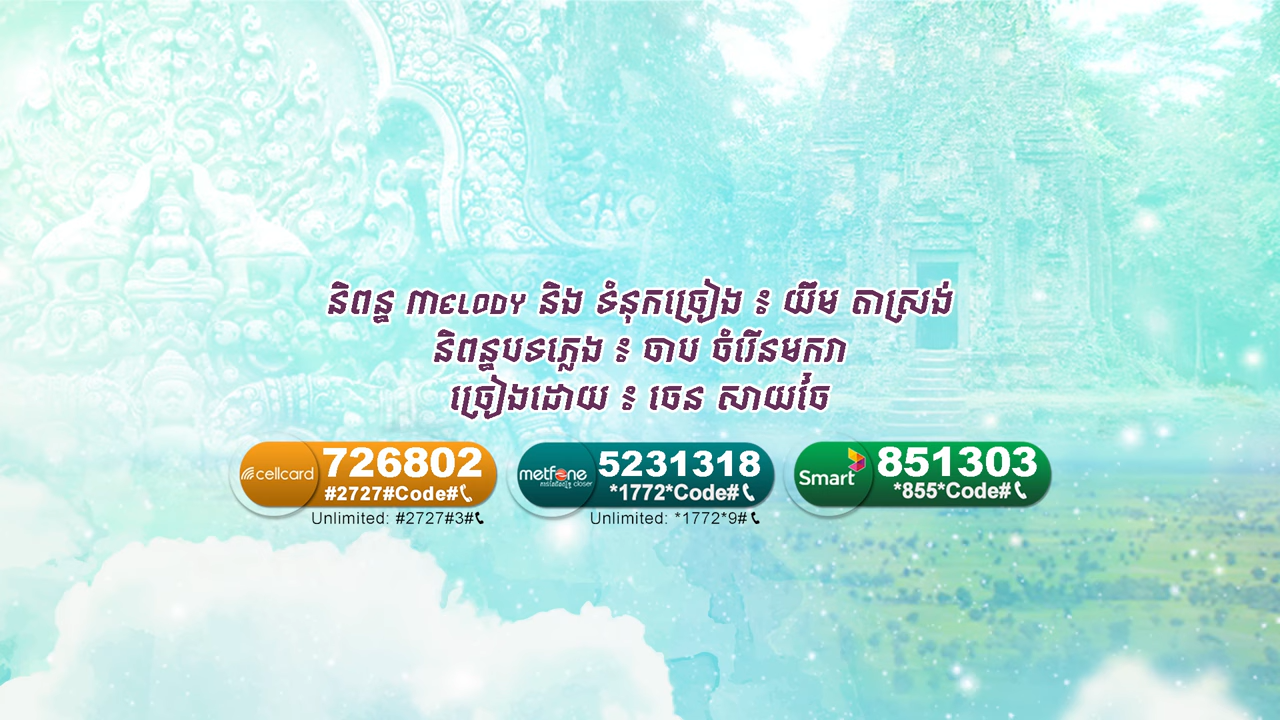 និពន្ធ MELODY និង ទំនុកច្រៀង ៖ យឹម តាស្រង់
និពន្ធបទភ្លេង ៖ ចាប ចំរើនមករា
ច្រៀងដោយ ៖ ចេន សាយចៃ
cellcard 726802
#2727#Code#
Unlimited: #2727#3#
metfone closer 5231318
*1772*Code#
Unlimited: *1772*9#
Smart 851303
*855*Code#